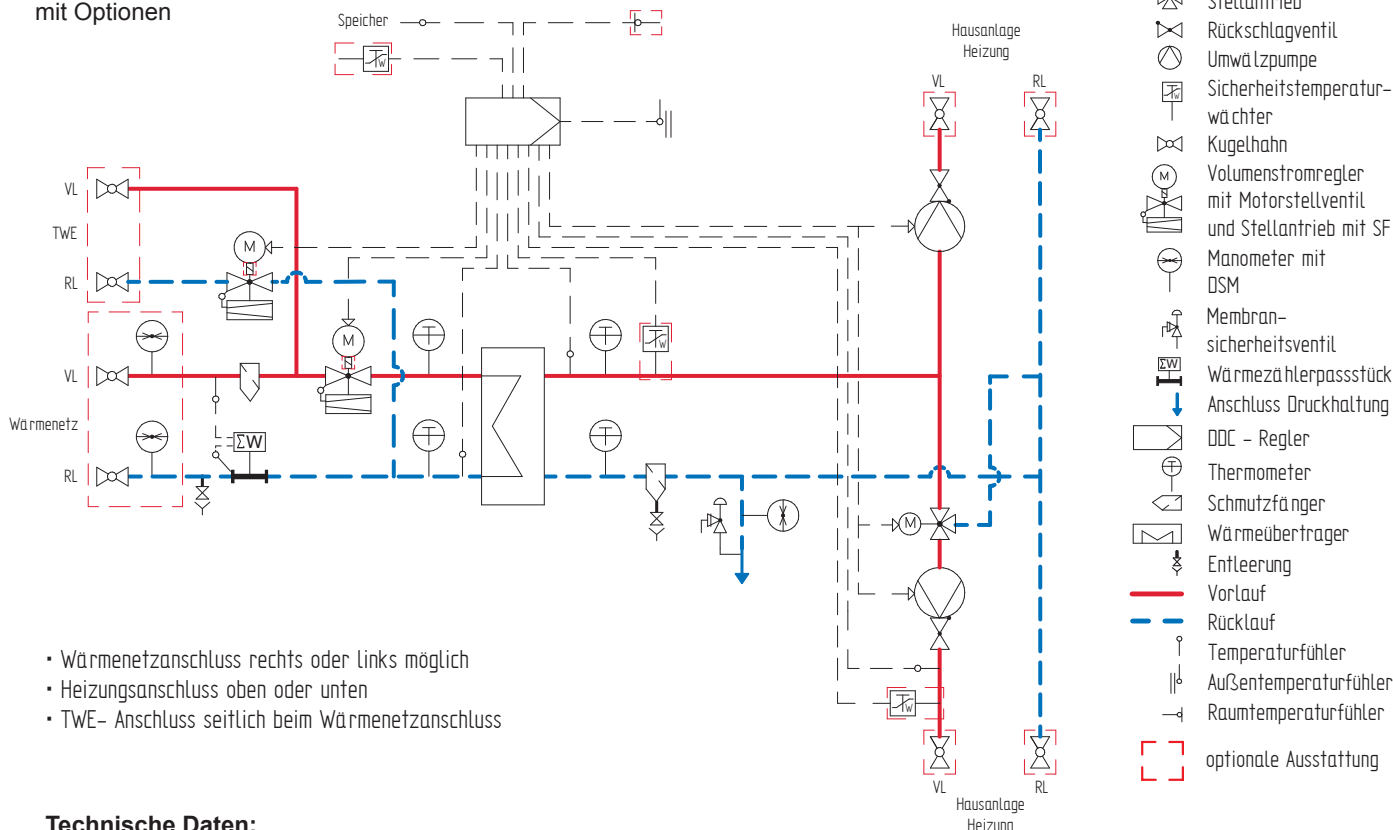 mit Optionen
Speicher
W
Hausanlage
Heizung
VL
RL
VL
TWE
RL
M
M
T
T
W
VL
Wärmenetz
RL
ΣW
T
T
M
W
VL
RL
Hausanlage
Heizung
• Wärmenetzanschluss rechts oder links möglich
• Heizungsanschluss oben oder unten
• TWE- Anschluss seitlich beim Wärmenetzanschluss
Technische Daten:
Stellantrieb
Rückschlagventil
Umwälzpumpe
W
Sicherheitstemperatur-
wächter
Kugelhahn
M
Volumenstromregler
mit Motorstellventil
und Stellantrieb mit SF
Manometer mit
DSM
Membran-
sicherheitsventil
ΣW
Wärmezählerpassstück
Anschluss Druckhaltung
DDC - Regler
T
Thermometer
Schmutzfänger
Wärmeübertrager
Entleerung
Vorlauf
Rücklauf
Temperaturfühler
Außentemperaturfühler
Raumtemperaturfühler
optionale Ausstattung